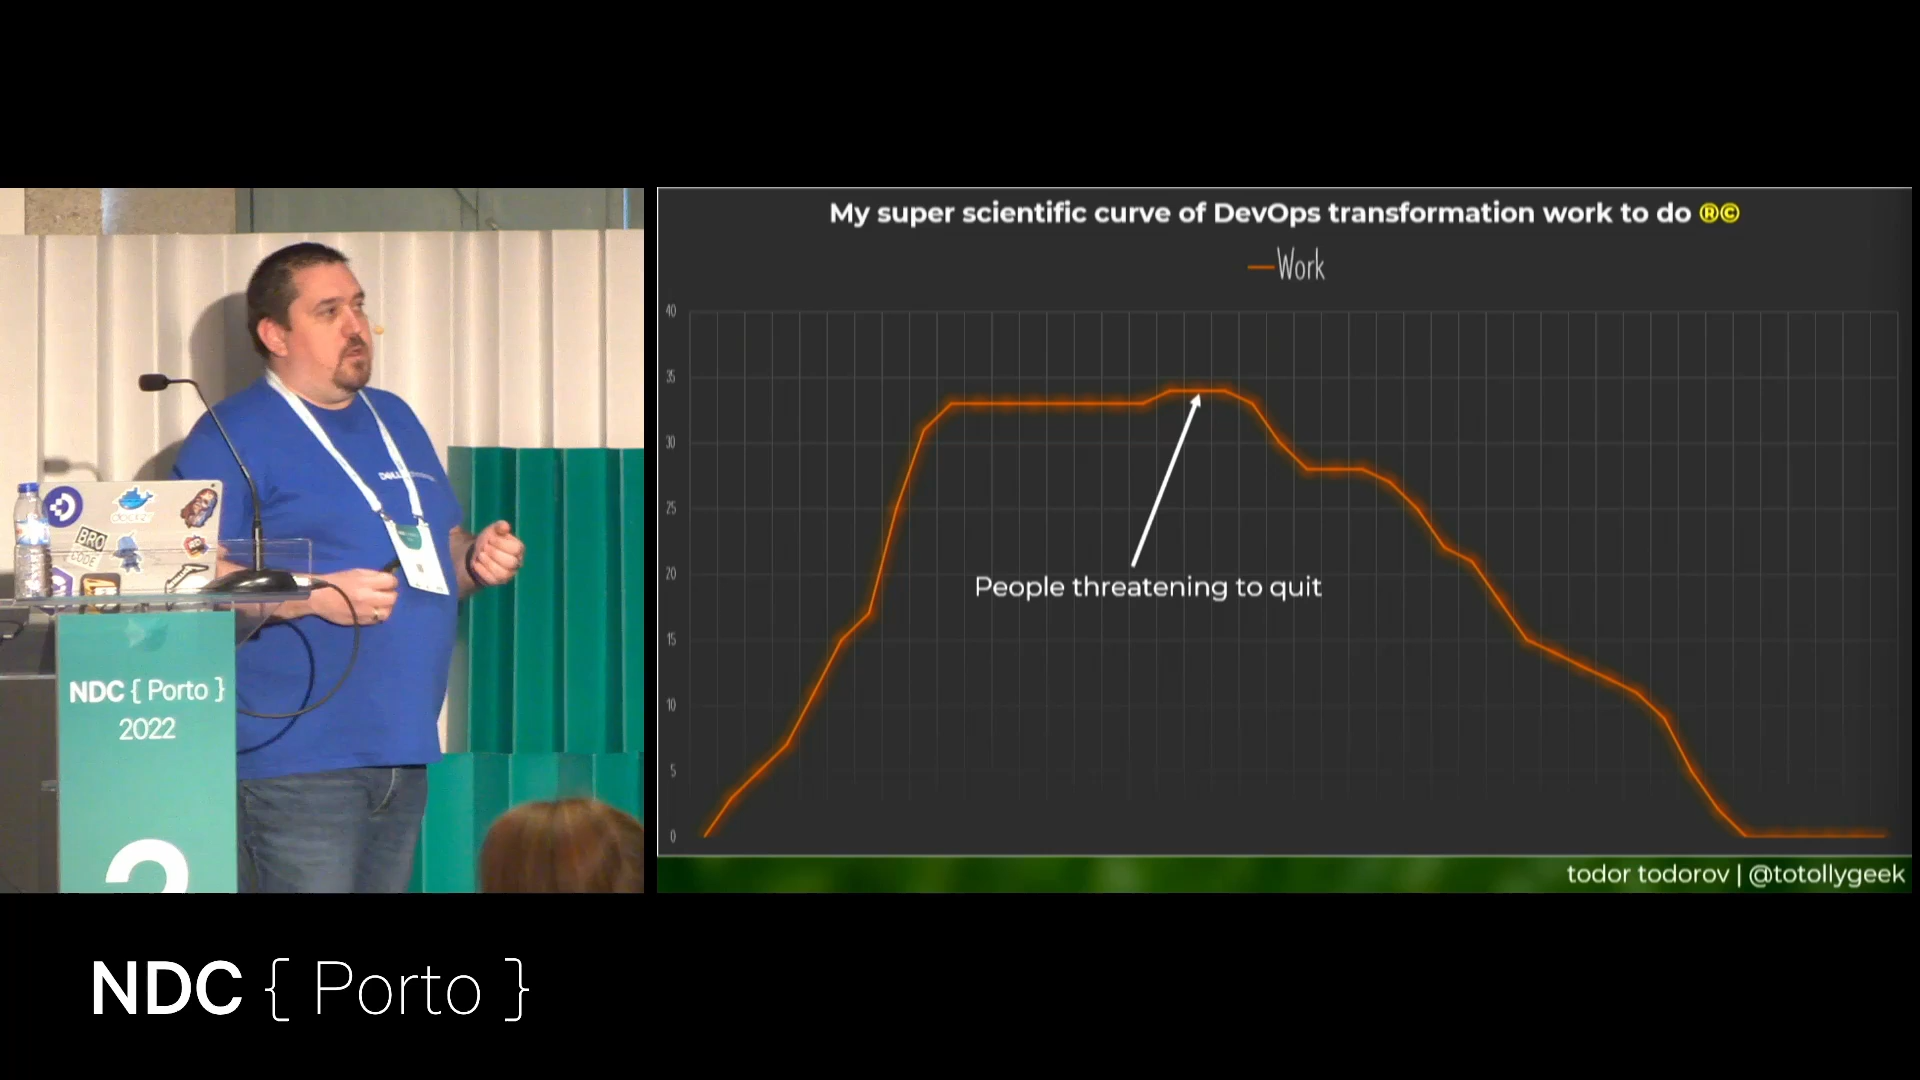 My super scientific curve of DevOps transformation work to do ®©
Work
40
35
30
25
20
15
10
5
0
People threatening to quit
todor todorov | @totollygeek
docker
BRO
CODE
NDC { Porto }
2022
2
NDC { Porto }